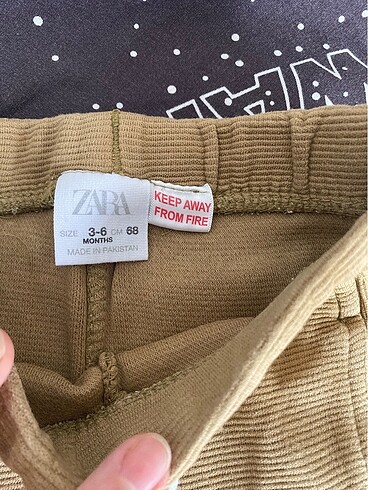 ZARA
SIZE 3-6 CM 68
MONTHS
MADE IN PAKISTAN
KEEP AWAY
FROM FIRE